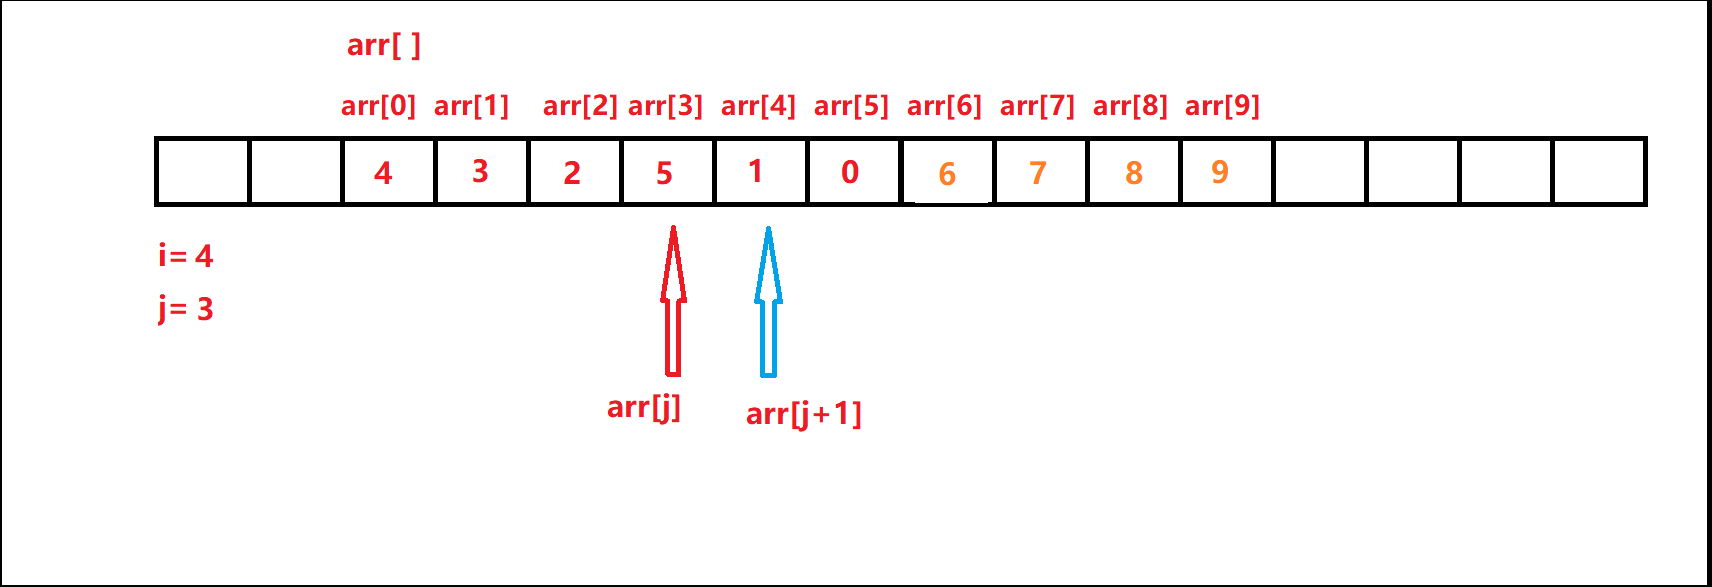 arr[ ]
arr[0] arr[1] arr[2] arr[3] arr[4] arr[5] arr[6] arr[7] arr[8] arr[9]
4 3 2 5 1 0 6 7 8 9
i= 4
j= 3
arr[j] arr[j+1]